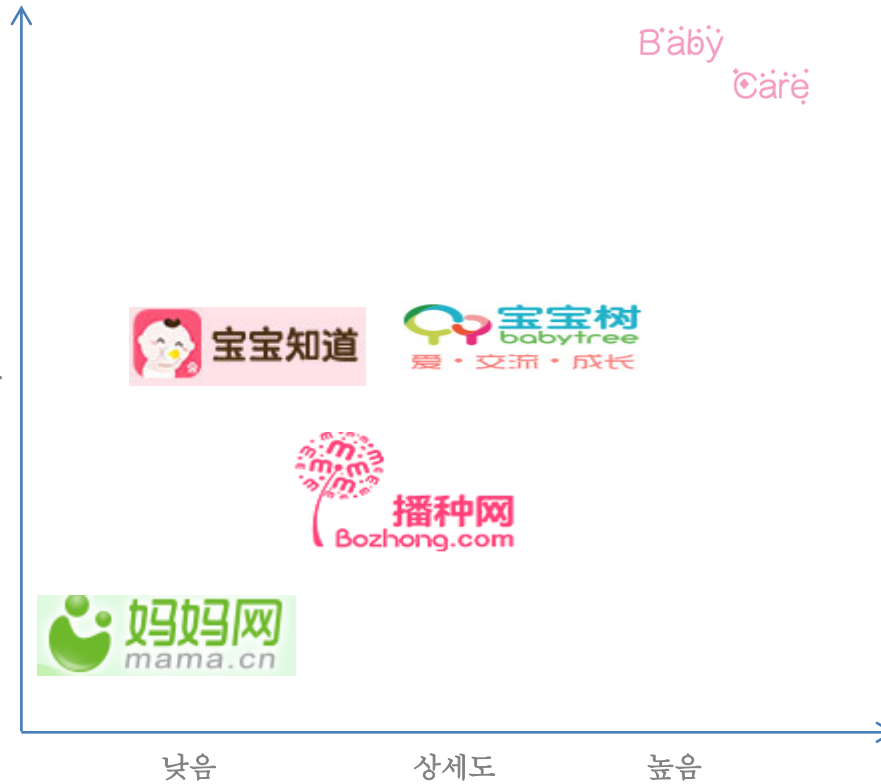 Baby
Care
宝宝知道
宝宝树
babytree
爱·交流·成长
播种网
Bozhong.com
妈妈网
mama.cn
낮음 상세도 높음